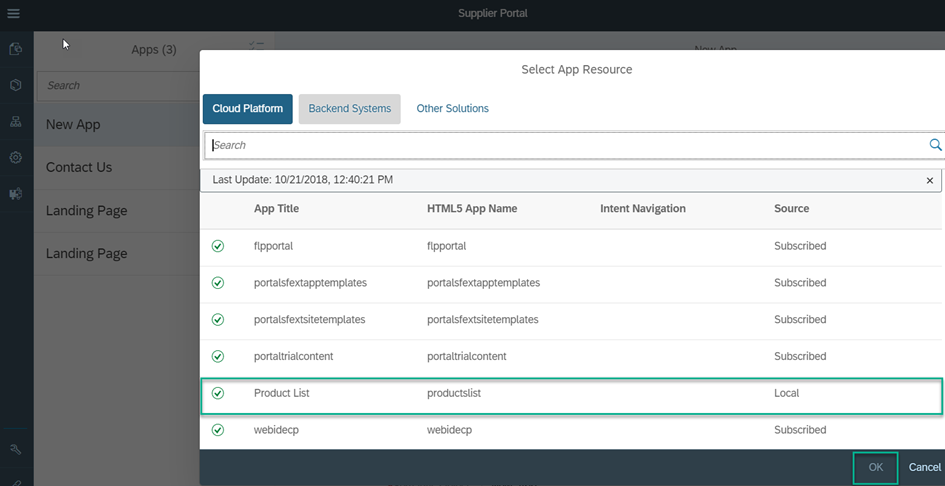 Supplier Portal
Apps (3)
New App
Search
New App
Contact Us
Landing Page
Landing Page
Select App Resource
Cloud Platform Backend Systems Other Solutions
Search
Last Update: 10/21/2018, 12:40:21 PM
App Title HTML5 App Name Intent Navigation Source
flpportal flpportal Subscribed
portalsfextapptemplates portalsfextapptemplates Subscribed
portalsfextsitetemplates portalsfextsitetemplates Subscribed
portaltrialcontent portaltrialcontent Subscribed
Product List productslist Local
webidecp webidecp Subscribed
OK Cancel